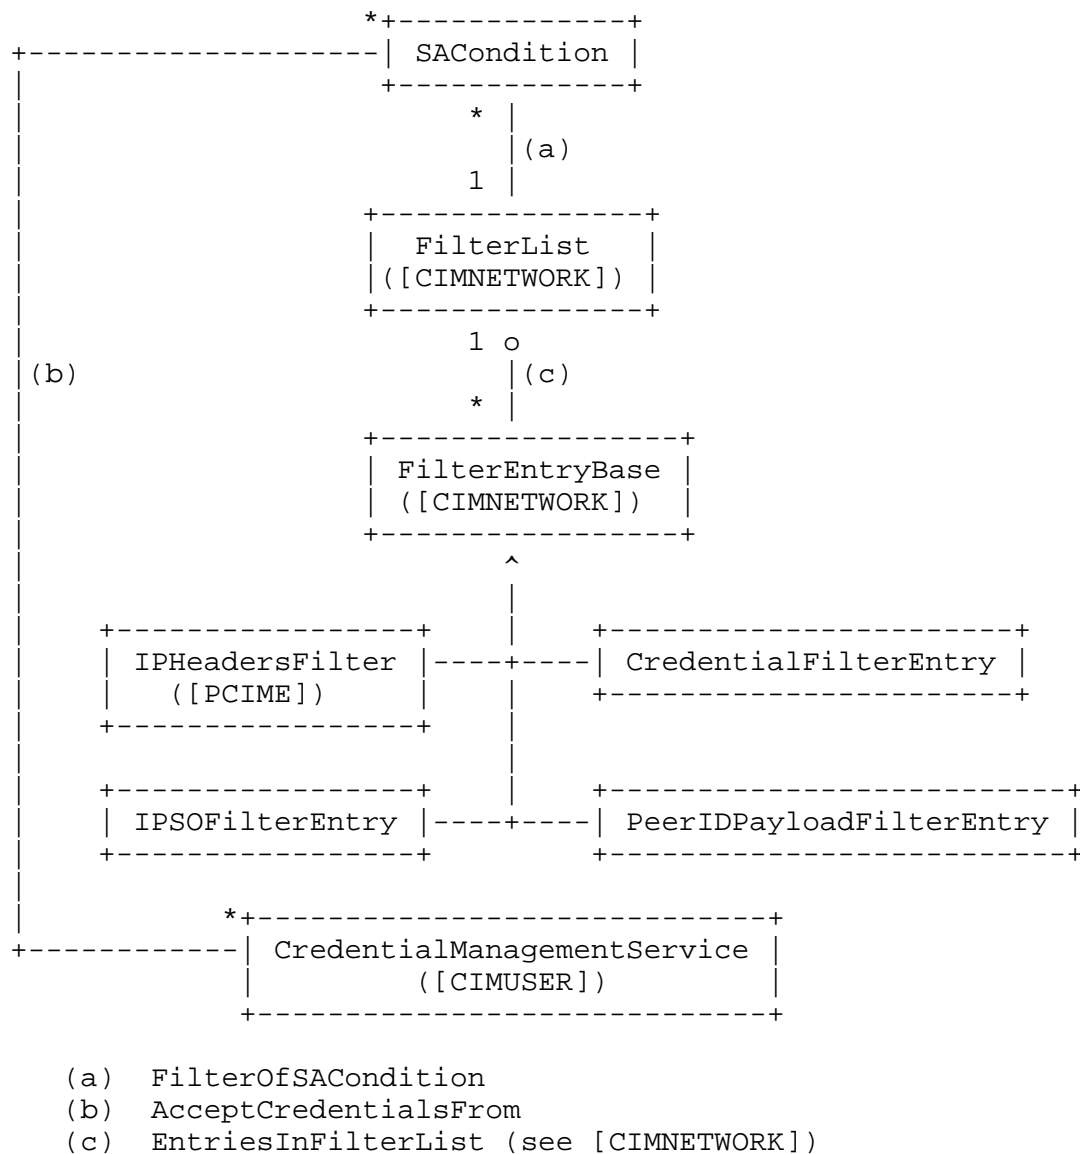 *+-------------+
+-------------------| SACondition |
| +-------------+
| * |
| |(a)
| 1 |
| +---------------+
| | FilterList |
| |([CIMNETWORK]) |
| +---------------+
| 1 o
|(b) |(c)
| * |
| +-----------------+
| | FilterEntryBase |
| | ([CIMNETWORK]) |
| +-----------------+
| ^
| |
| +-----------------+ | +-----------------------+
| | IPHeadersFilter |----+----| CredentialFilterEntry |
| | ([PCIME]) | | +-----------------------+
| +-----------------+ |
| |
| +-----------------+ | +--------------------------+
| | IPSOFilterEntry |----+----| PeerIDPayloadFilterEntry |
| +-----------------+ +--------------------------+
|
| *+----------------------------+
+------------| CredentialManagementService |
| ([CIMUSER]) |
+----------------------------+
(a) FilterOfSACondition
(b) AcceptCredentialsFrom
(c) EntriesInFilterList (see [CIMNETWORK])